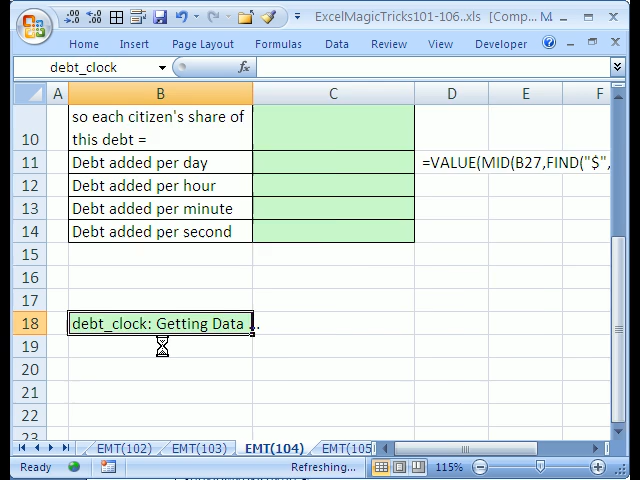 ExcelMagicTricks101-106..xls [Comp...
Home Insert Page Layout Formulas Data Review View Developer
debt_clock fx
A B C D E F
so each citizen's share of
10 this debt =
11 Debt added per day =VALUE(MID(B27,FIND("$",
12 Debt added per hour
13 Debt added per minute
14 Debt added per second
15
16
17
18 debt_clock: Getting Data ...
19
20
21
22
23
EMT(102) EMT(103) EMT(104) EMT(105
Ready Refreshing... 115%